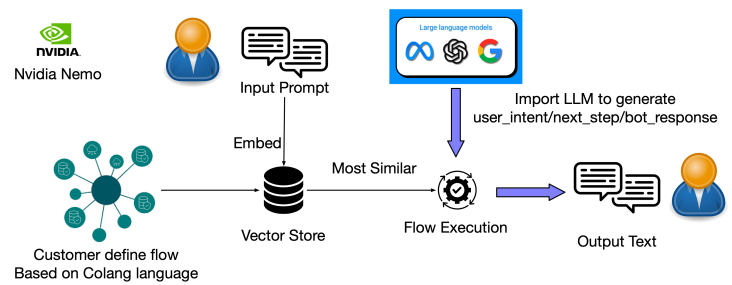 NVIDIA.
Nvidia Nemo
Input Prompt
Large language models
Import LLM to generate
user_intent/next_step/bot_response
Embed
Most Similar
Customer define flow
Based on Colang language
Vector Store
Flow Execution
Output Text